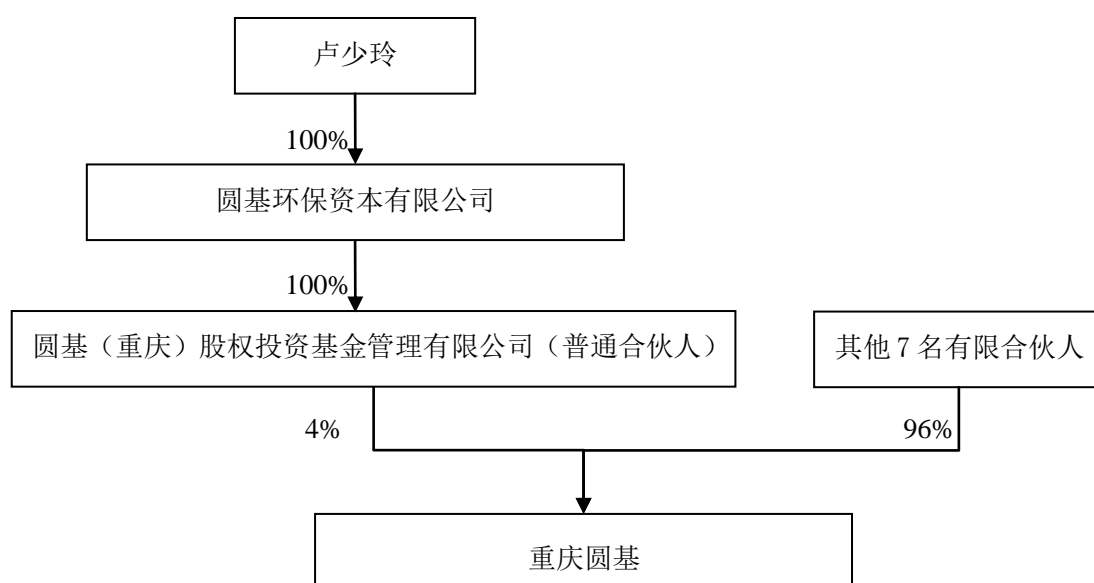 卢少玲
100%
圆基环保资本有限公司
100%
圆基（重庆）股权投资基金管理有限公司（普通合伙人）
其他 7 名有限合伙人
4%
96%
重庆圆基